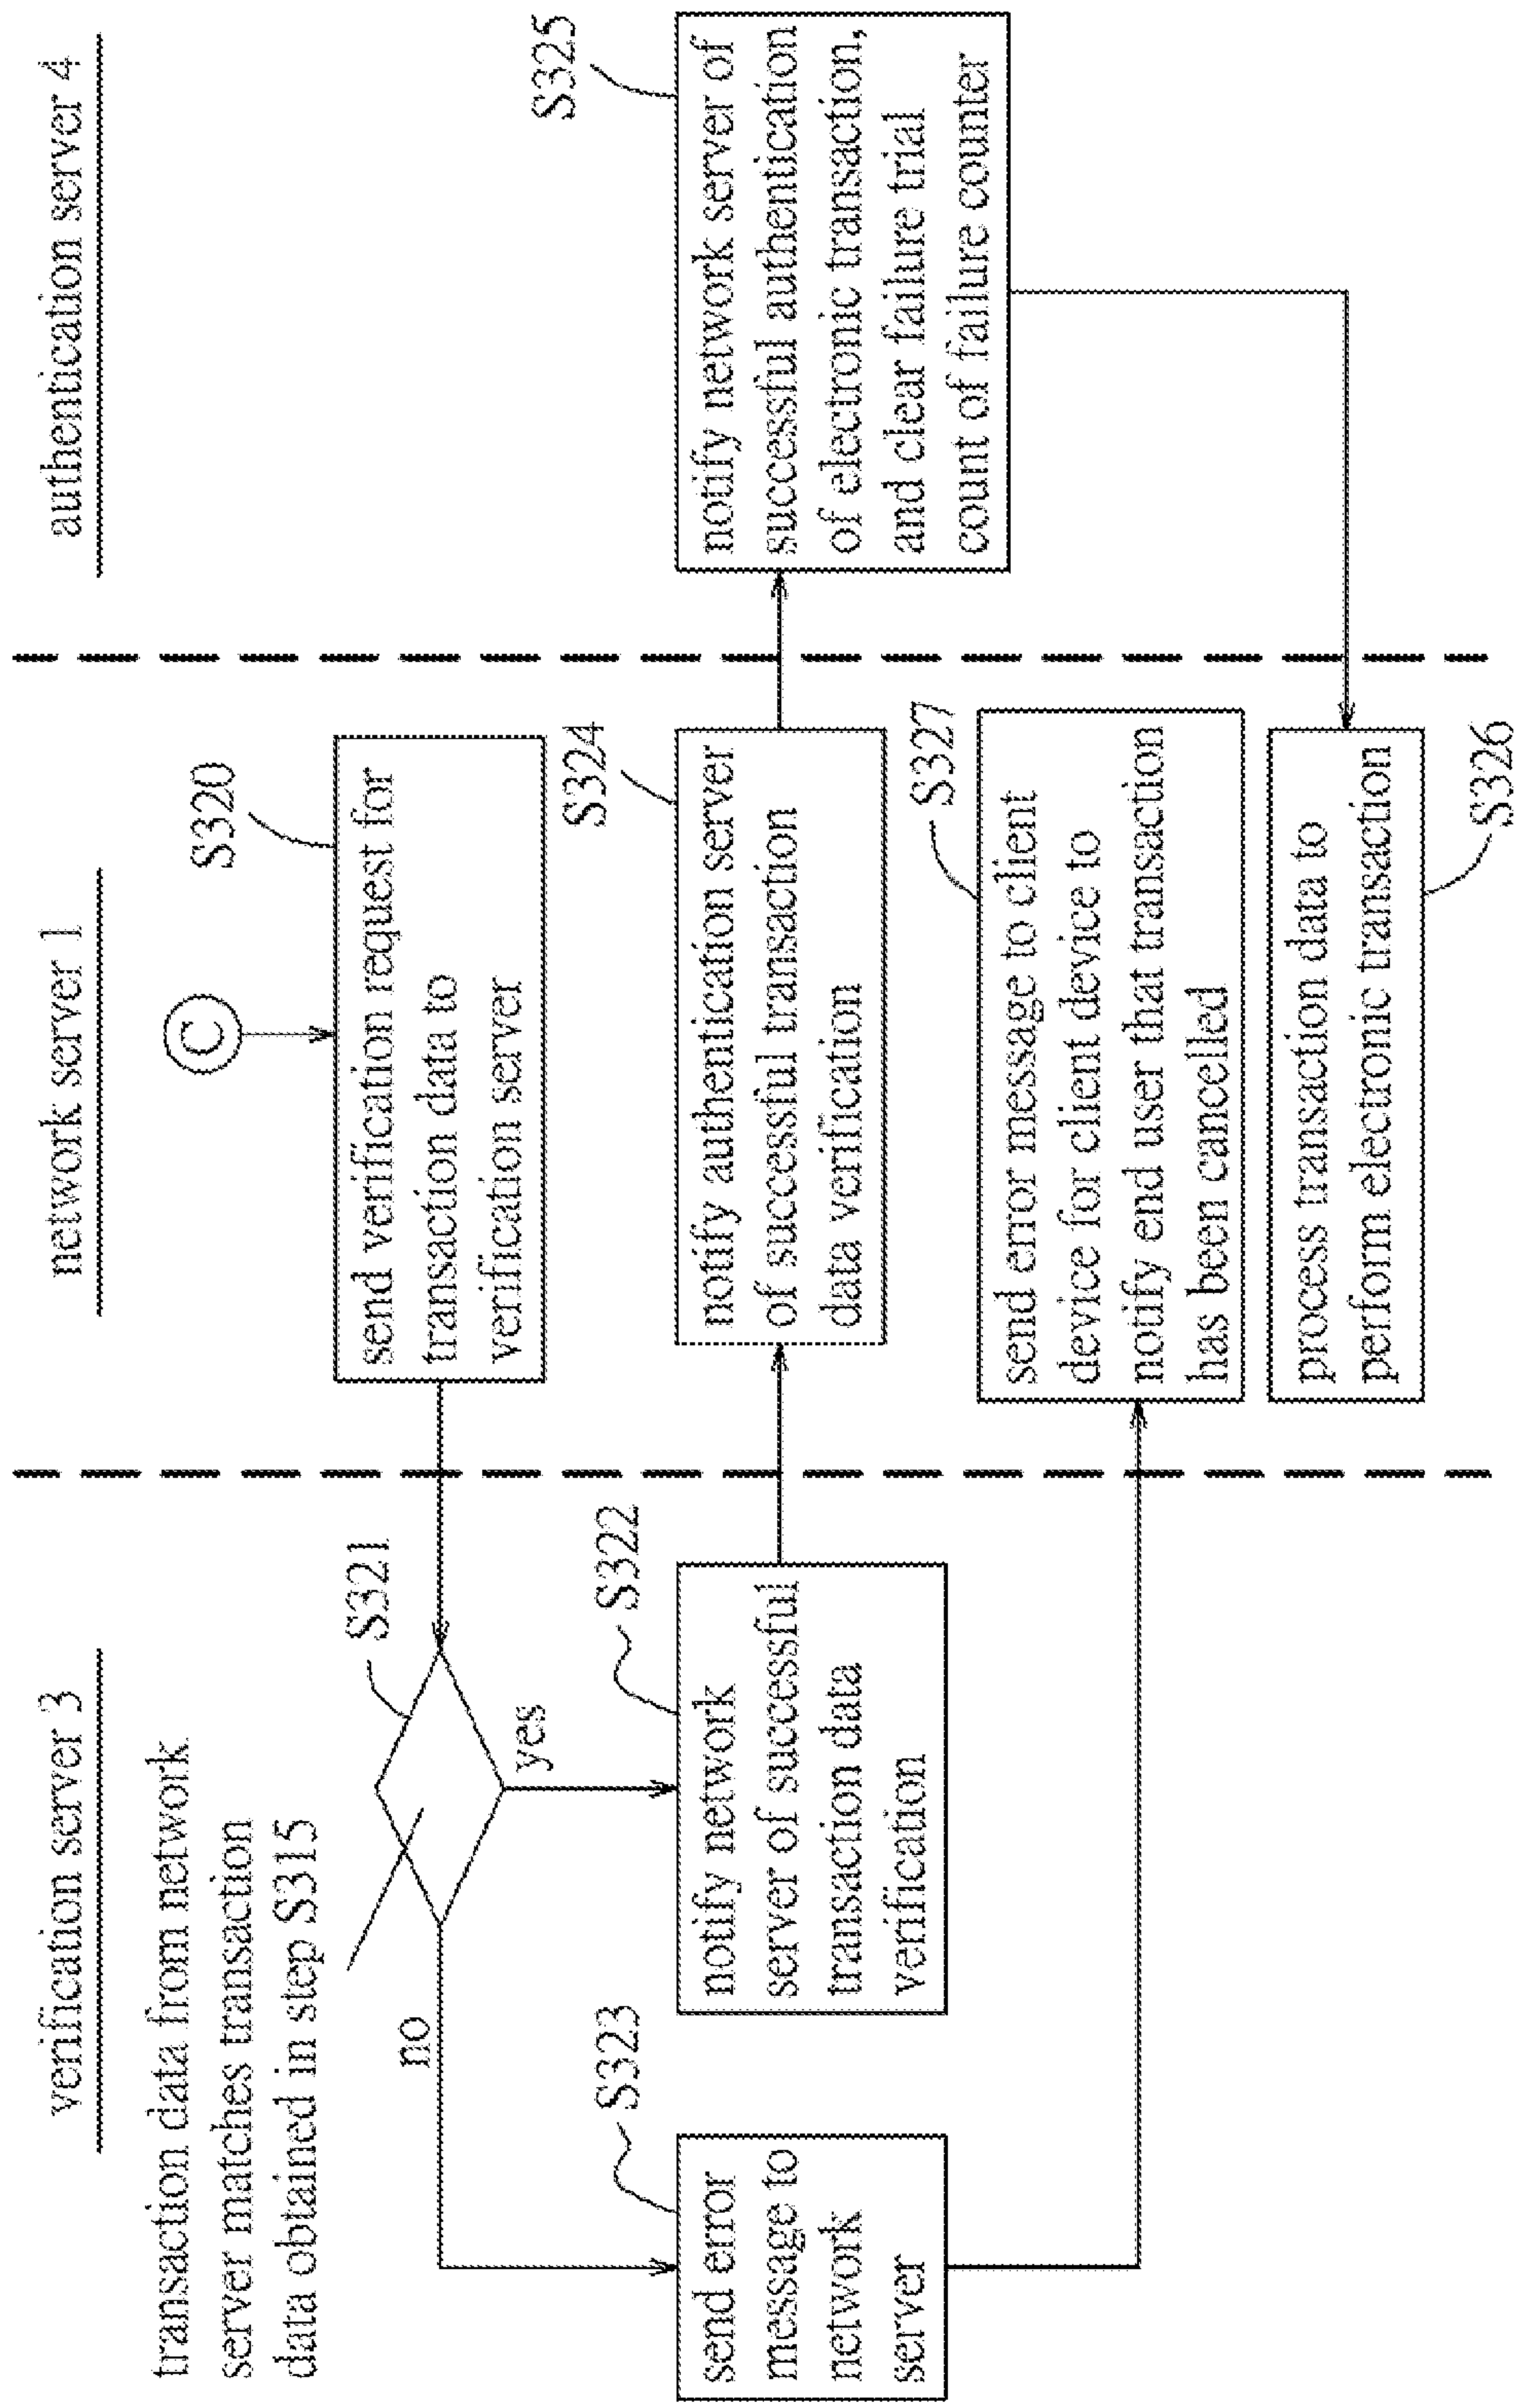 verification server 3
network server 1
authentication server 4
transaction data from network
server matches transaction
data obtained in step S315
C
S320
send verification request for
transaction data to
verification server
S321
no
yes
S323
send error
message to
network
server
S322
notify network
server of successful
transaction data
verification
S324
notify authentication server
of successful transaction
data verification
S325
notify network server of
successful authentication
of electronic transaction,
and clear failure trial
count of failure counter
S327
send error message to client
device for client device to
notify end user that transaction
has been cancelled
process transaction data to
perform electronic transaction
S326